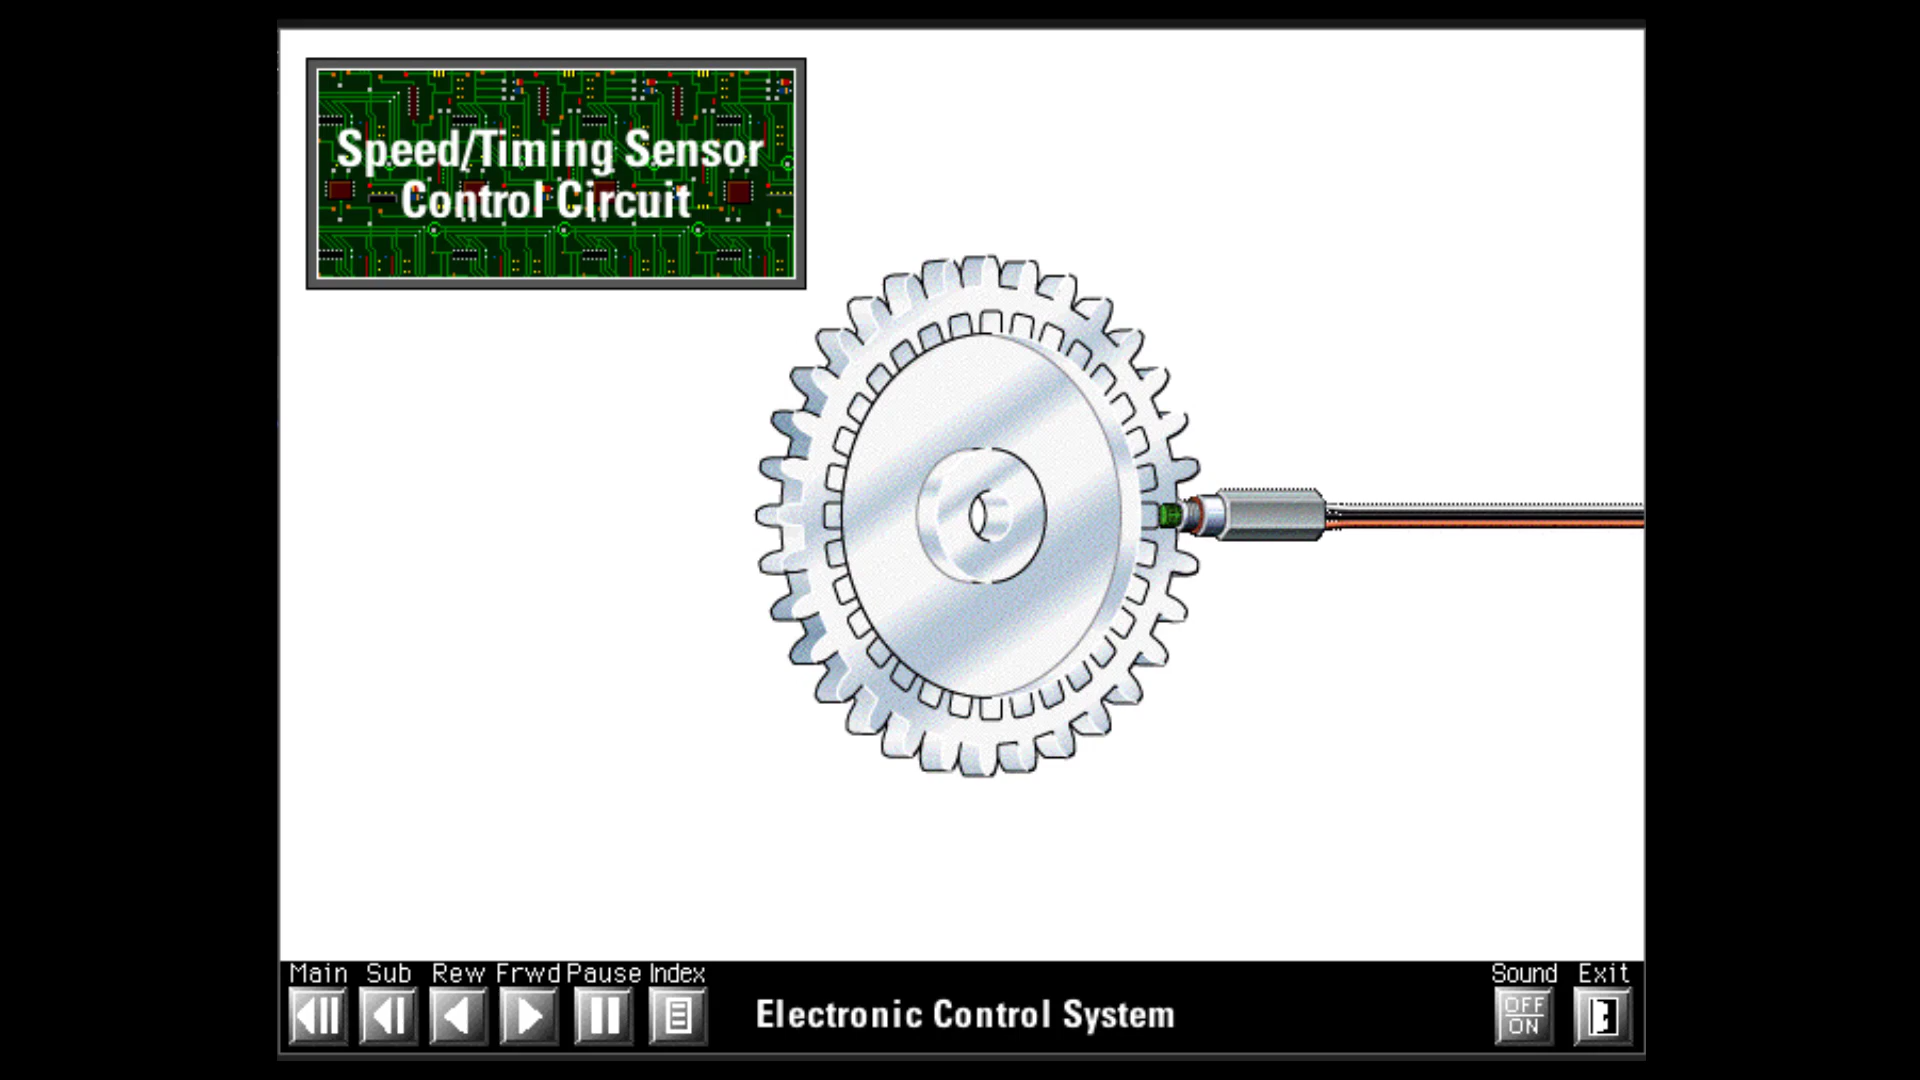 Speed/Timing Sensor
Control Circuit
Main Sub Rew Frwd Pause Index
Sound Exit
OFF
ON
Electronic Control System